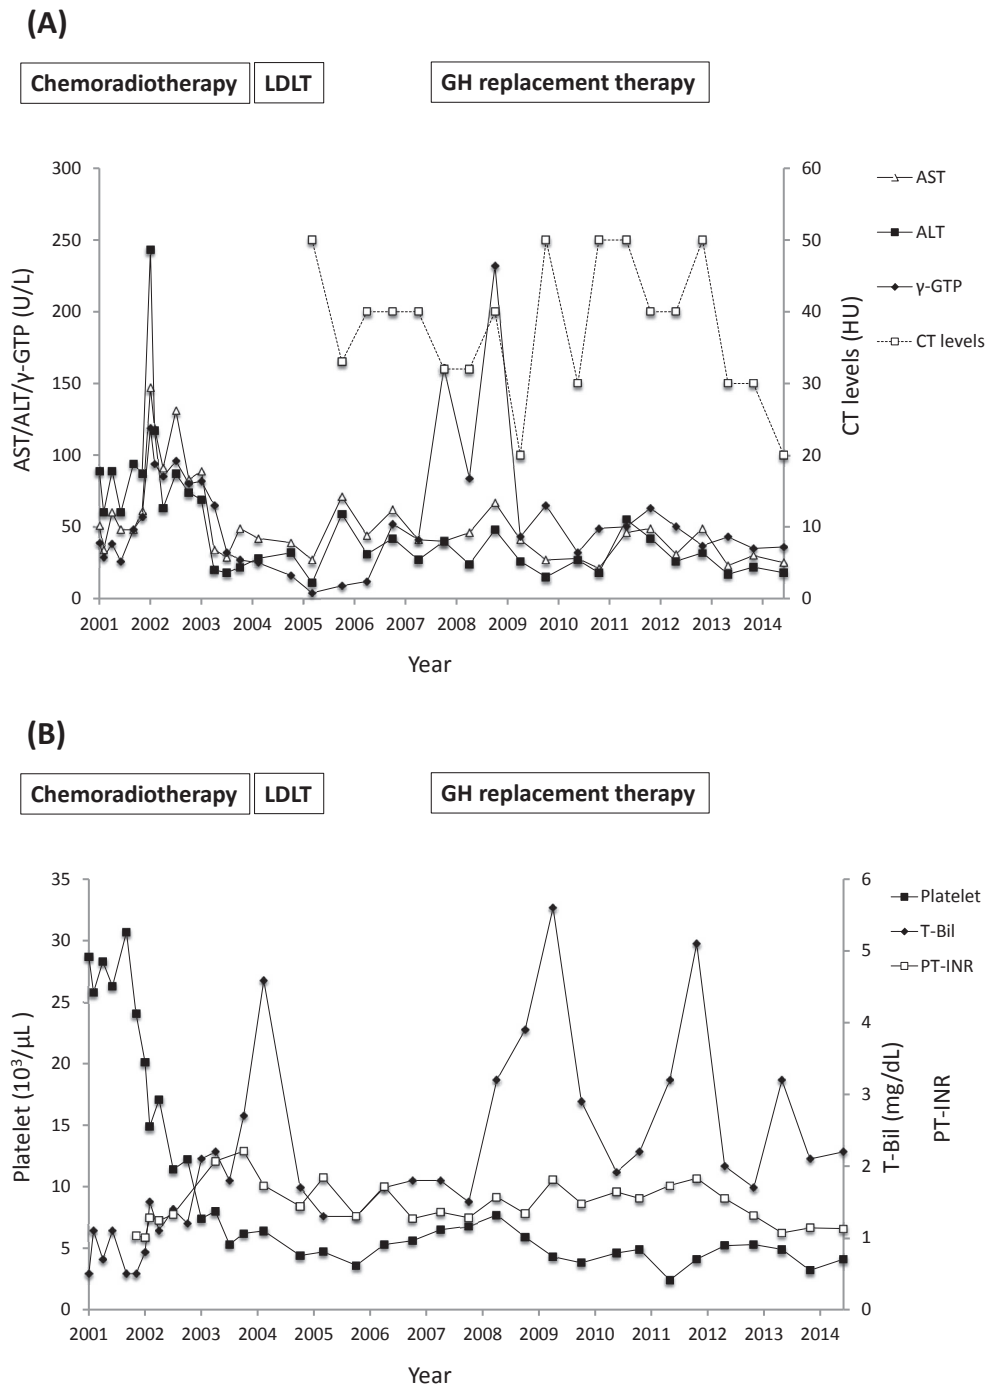 (A)
Chemoradiotherapy LDLT GH replacement therapy
300 60
250 50
200 40
150 30
100 20
50 10
0 0
AST/ALT/γ-GTP (U/L)
CT levels (HU)
AST
ALT
γ-GTP
CT levels
2001 2002 2003 2004 2005 2006 2007 2008 2009 2010 2011 2012 2013 2014
Year
(B)
Chemoradiotherapy LDLT GH replacement therapy
35 6
30 5
25 4
20 3
15 2
10 1
5 0
0
Platelet (10³/μL)
T-Bil (mg/dL)
PT-INR
Platelet
T-Bil
PT-INR
2001 2002 2003 2004 2005 2006 2007 2008 2009 2010 2011 2012 2013 2014
Year